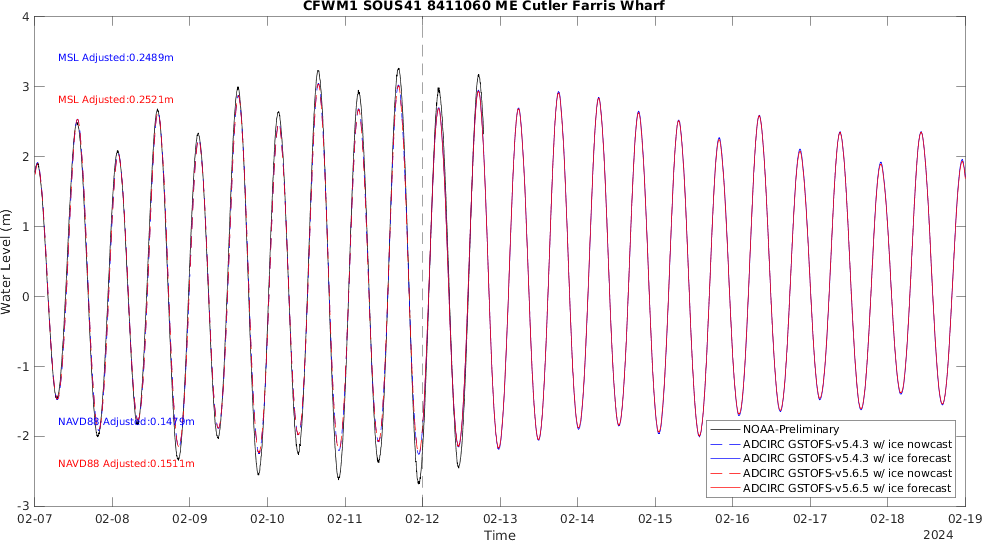 CFWM1 SOUS41 8411060 ME Cutler Farris Wharf
4
3
2
1
0
-1
-2
-3
Water Level (m)
MSL Adjusted:0.2489m
MSL Adjusted:0.2521m
NAVD88 Adjusted:0.1479m
NAVD88 Adjusted:0.1511m
NOAA-Preliminary
ADCIRC GSTOFS-v5.4.3 w/ ice nowcast
ADCIRC GSTOFS-v5.4.3 w/ ice forecast
ADCIRC GSTOFS-v5.6.5 w/ ice nowcast
ADCIRC GSTOFS-v5.6.5 w/ ice forecast
02-07 02-08 02-09 02-10 02-11 02-12 02-13 02-14 02-15 02-16 02-17 02-18 02-19
Time
2024